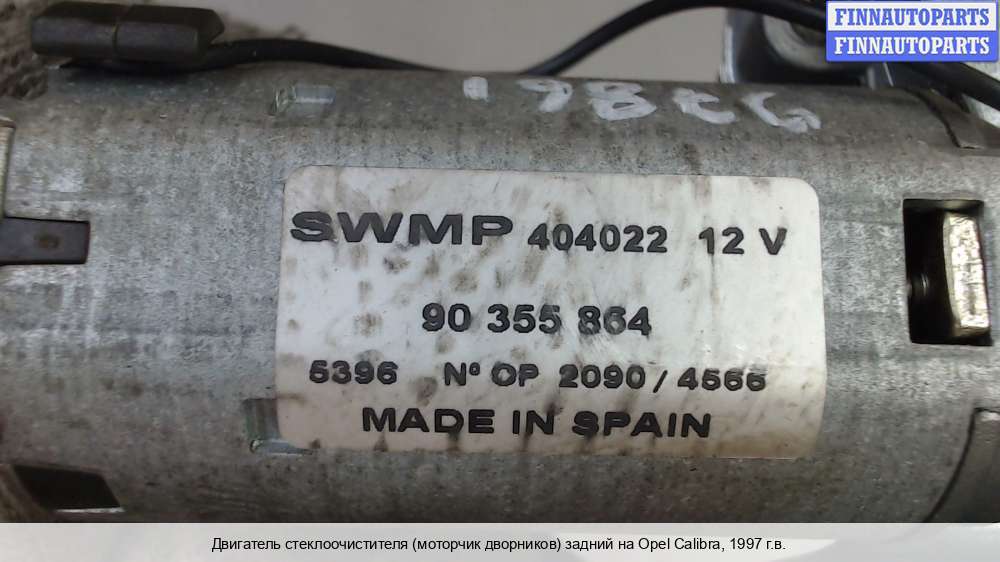 FINNAUTOPARTS
FINNAUTOPARTS
SWMP 404022 12 V
90 355 864
5396 Nº OP 2090 / 4566
MADE IN SPAIN
Двигатель стеклоочистителя (моторчик дворников) задний на Opel Calibra, 1997 г.в.